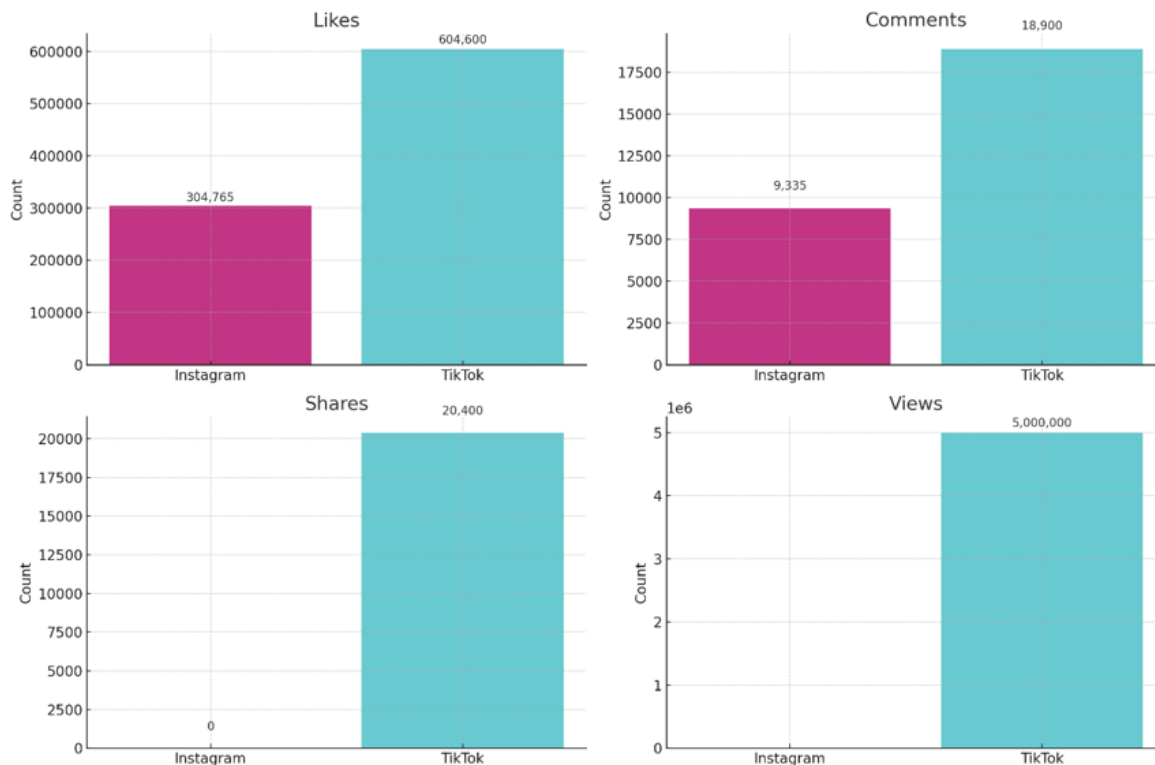 Likes
604,600
304,765
Count
600000
500000
400000
300000
200000
100000
0
Instagram TikTok
Comments
18,900
9,335
Count
17500
15000
12500
10000
7500
5000
2500
0
Instagram TikTok
Shares
20,400
0
Count
20000
17500
15000
12500
10000
7500
5000
2500
0
Instagram TikTok
Views
1e6
5,000,000
Count
5
4
3
2
1
0
Instagram TikTok